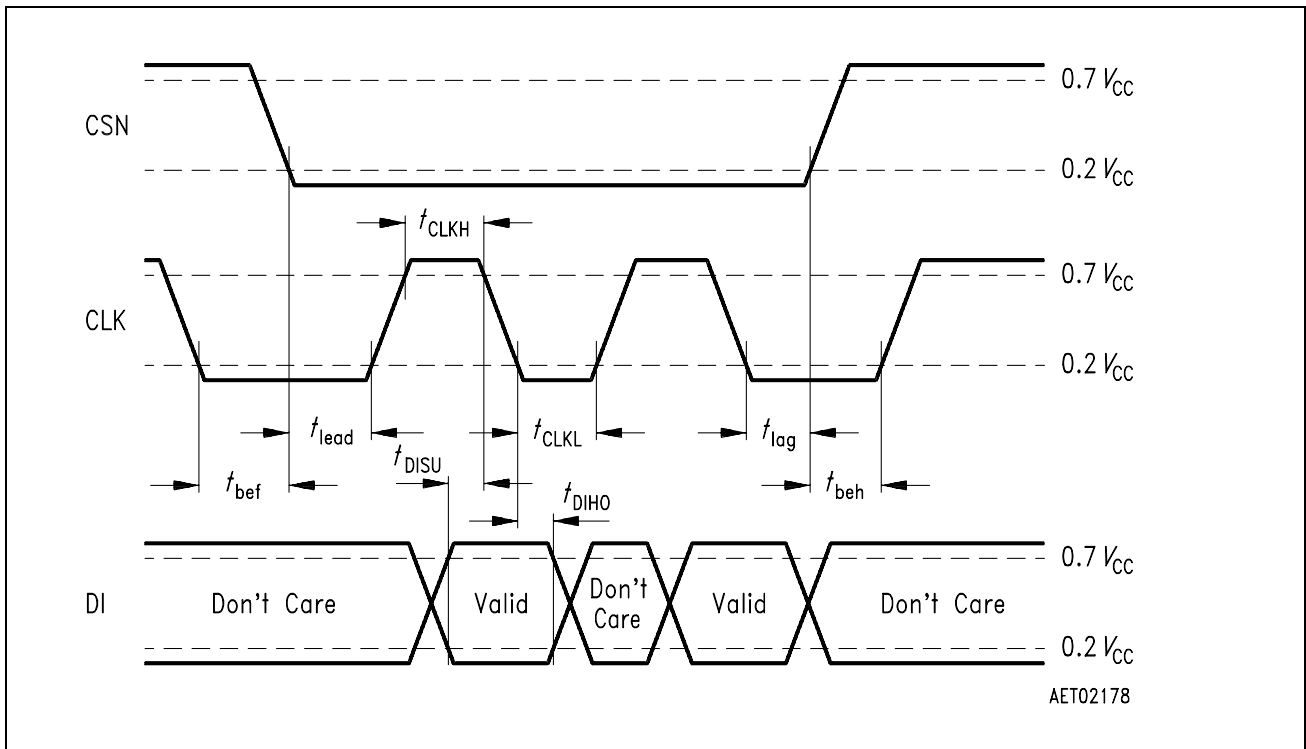 0.7 VCC
CSN
0.2 VCC
tCLKH
0.7 VCC
CLK
0.2 VCC
tlead
tCLKL
tlag
tDISU
tbef
tbeh
tDIHO
0.7 VCC
DI
Don't Care
Valid
Don't
Care
Valid
Don't Care
0.2 VCC
AET02178